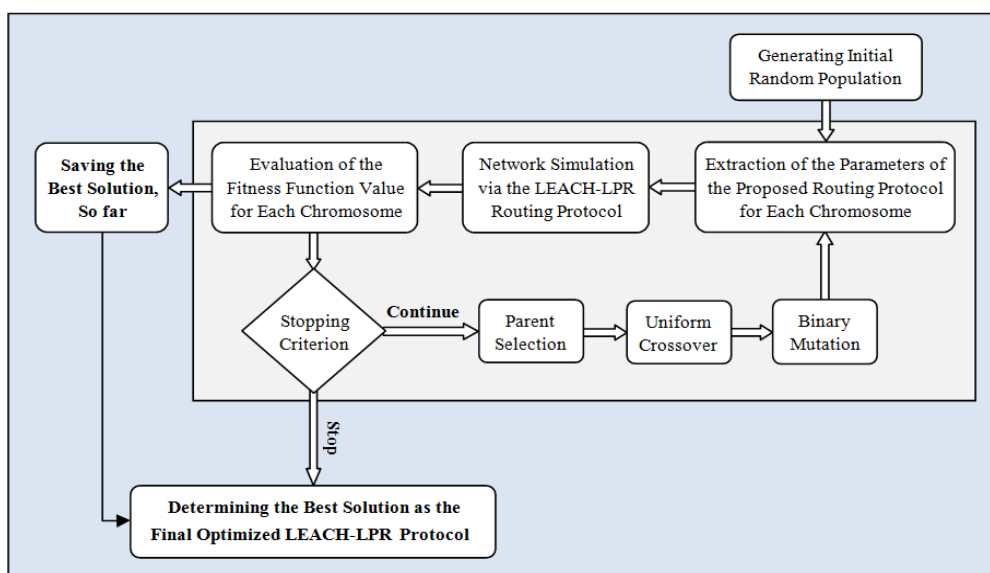 Generating Initial
Random Population
Saving the
Best Solution,
So far
Evaluation of the
Fitness Function Value
for Each Chromosome
Network Simulation
via the LEACH-LPR
Routing Protocol
Extraction of the Parameters of
the Proposed Routing Protocol
for Each Chromosome
Stopping
Criterion
Continue
Parent
Selection
Uniform
Crossover
Binary
Mutation
Stop
Determining the Best Solution as the
Final Optimized LEACH-LPR Protocol